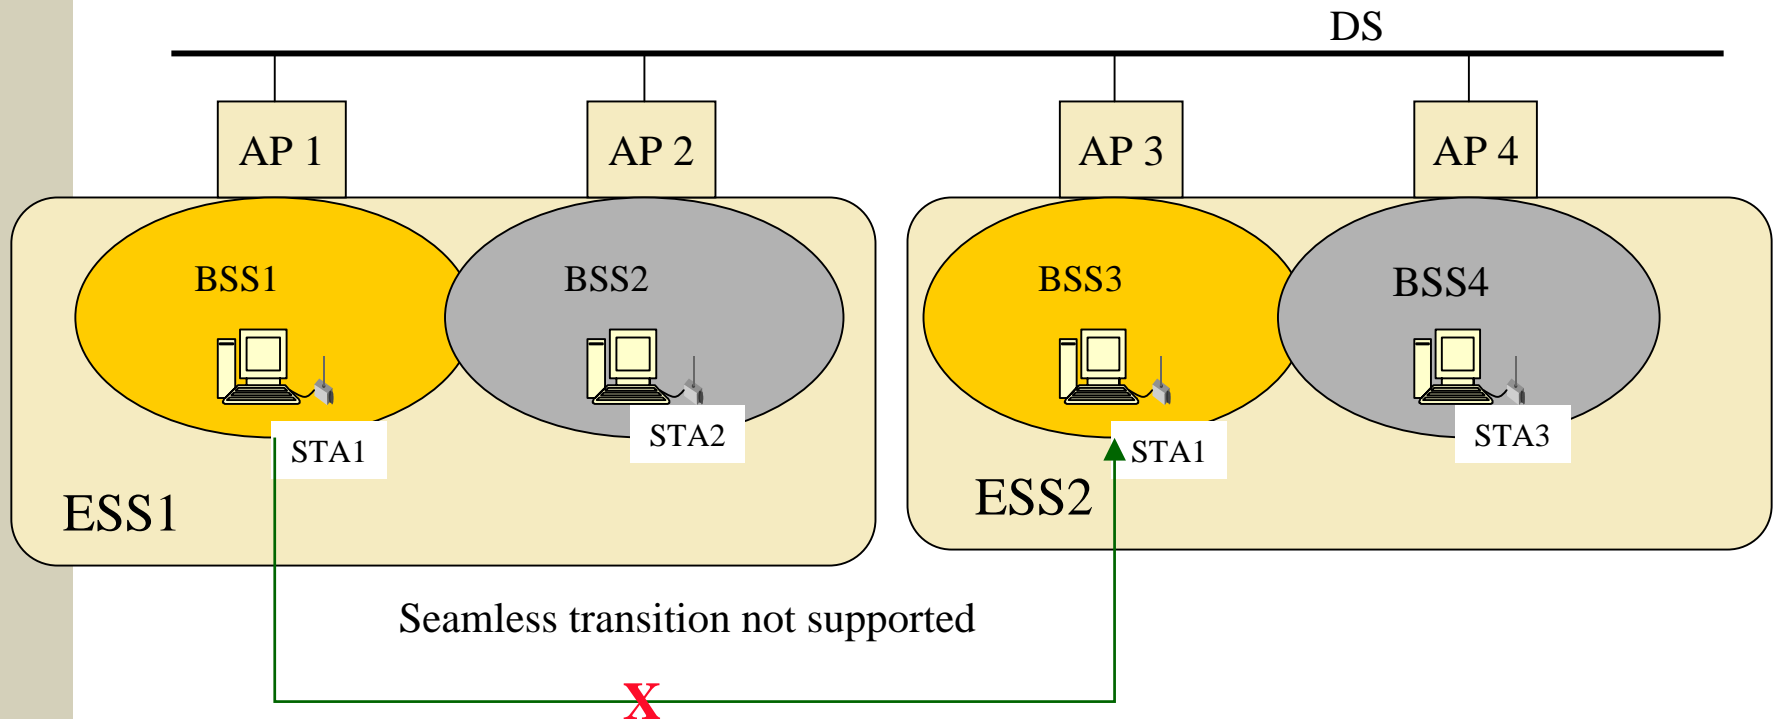 DS
AP 1
AP 2
AP 3
AP 4
BSS1
BSS2
BSS3
BSS4
STA1
STA2
STA1
STA3
ESS1
ESS2
Seamless transition not supported
X